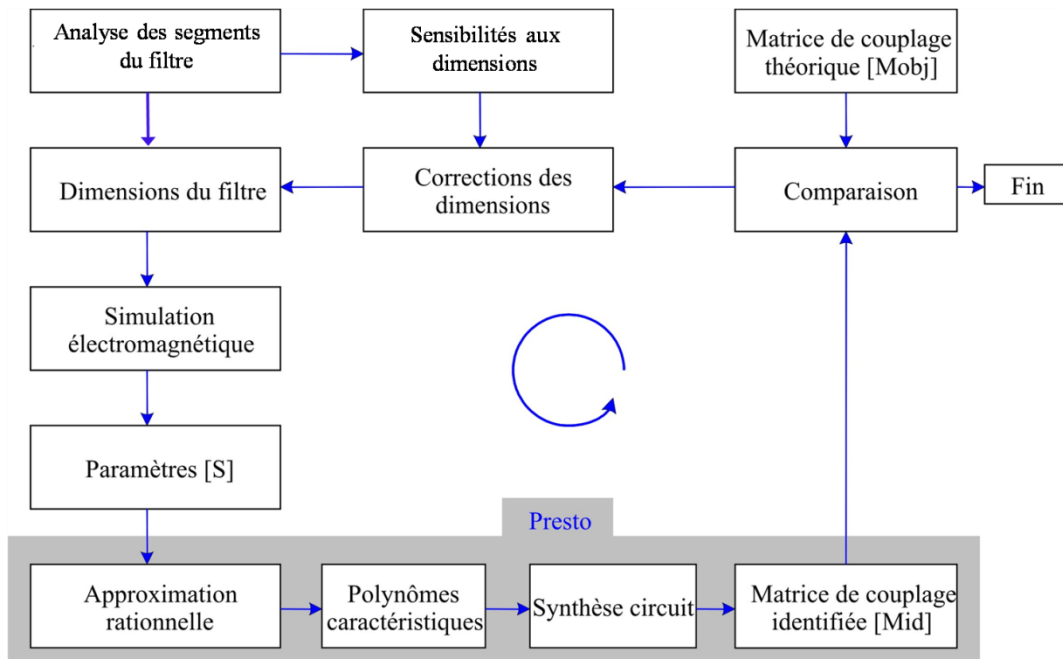 Analyse des segments
du filtre
Sensibilités aux
dimensions
Matrice de couplage
théorique [Mobj]
Dimensions du filtre
Corrections des
dimensions
Comparaison
Fin
Simulation
électromagnétique
Paramètres [S]
Presto
Approximation
rationnelle
Polynômes
caractéristiques
Synthèse circuit
Matrice de couplage
identifiée [Mid]